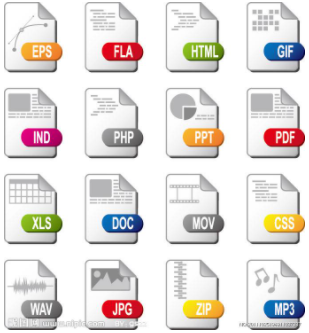 EPS
FLA
HTML
GIF
IND
PHP
PPT
PDF
XLS
DOC
MOV
CSS
WAV
JPG
ZIP
MP3